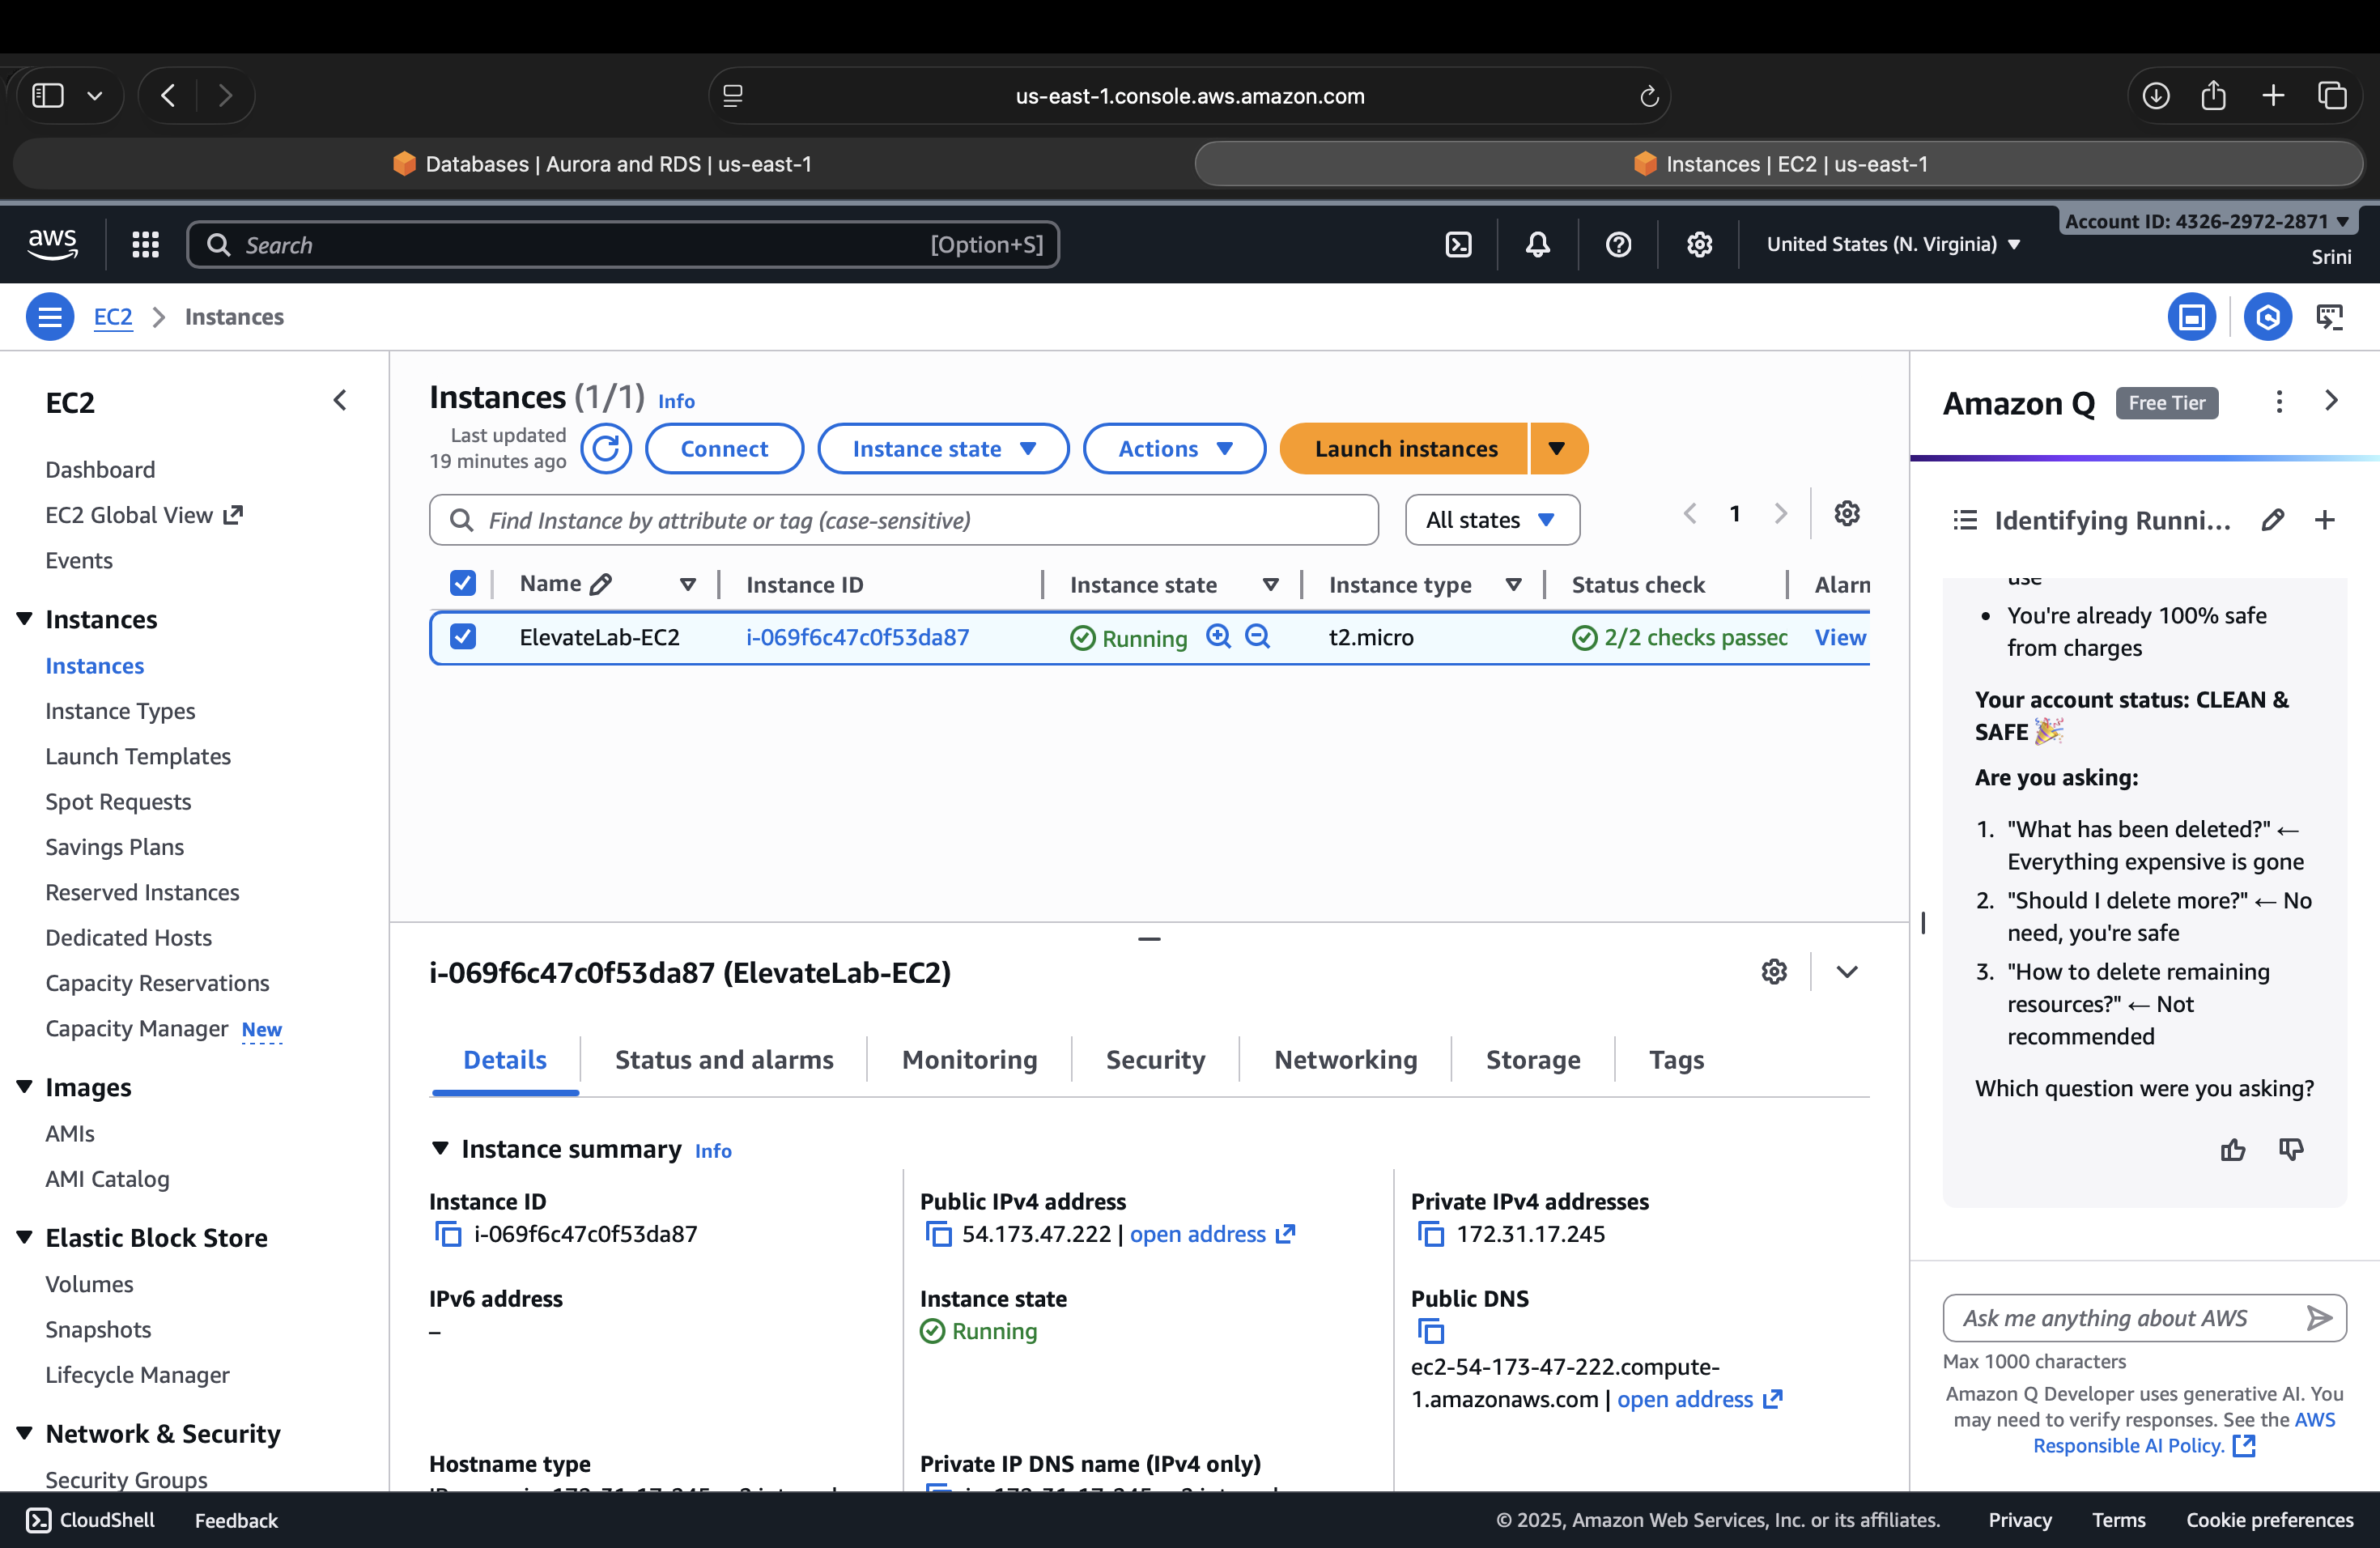 us-east-1.console.aws.amazon.com
Databases | Aurora and RDS | us-east-1
Instances | EC2 | us-east-1
aws
Search
[Option+S]
United States (N. Virginia)
Account ID: 4326-2972-2871
Srini
EC2
Instances
EC2
Dashboard
EC2 Global View
Events
Instances
Instances
Instance Types
Launch Templates
Spot Requests
Savings Plans
Reserved Instances
Dedicated Hosts
Capacity Reservations
Capacity Manager New
Images
AMIs
AMI Catalog
Elastic Block Store
Volumes
Snapshots
Lifecycle Manager
Network & Security
Security Groups
Instances (1/1) Info
Last updated
19 minutes ago
Connect
Instance state
Actions
Launch instances
Find Instance by attribute or tag (case-sensitive)
All states
1
Name
Instance ID
Instance state
Instance type
Status check
Alarm
ElevateLab-EC2
i-069f6c47c0f53da87
Running
t2.micro
2/2 checks passec
View
i-069f6c47c0f53da87 (ElevateLab-EC2)
Details
Status and alarms
Monitoring
Security
Networking
Storage
Tags
Instance summary Info
Instance ID
i-069f6c47c0f53da87
Public IPv4 address
54.173.47.222 | open address
Private IPv4 addresses
172.31.17.245
IPv6 address
–
Instance state
Running
Public DNS
ec2-54-173-47-222.compute-
1.amazonaws.com | open address
Hostname type
Private IP DNS name (IPv4 only)
Amazon Q
Free Tier
Identifying Runni...
use
• You're already 100% safe
from charges
Your account status: CLEAN &
SAFE 🎉
Are you asking:
1. "What has been deleted?" ←
Everything expensive is gone
2. "Should I delete more?" ← No
need, you're safe
3. "How to delete remaining
resources?" ← Not
recommended
Which question were you asking?
Ask me anything about AWS
Max 1000 characters
Amazon Q Developer uses generative AI. You
may need to verify responses. See the AWS
Responsible AI Policy.
CloudShell
Feedback
© 2025, Amazon Web Services, Inc. or its affiliates.
Privacy
Terms
Cookie preferences